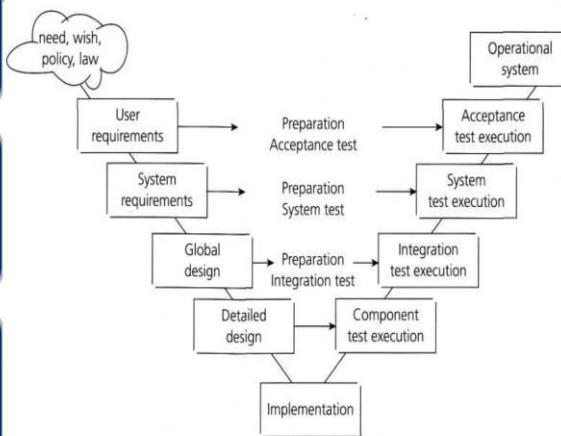 need, wish,
policy, law
Operational
system
User
requirements
Preparation
Acceptance test
Acceptance
test execution
System
requirements
Preparation
System test
System
test execution
Global
design
Preparation
Integration test
Integration
test execution
Detailed
design
Component
test execution
Implementation